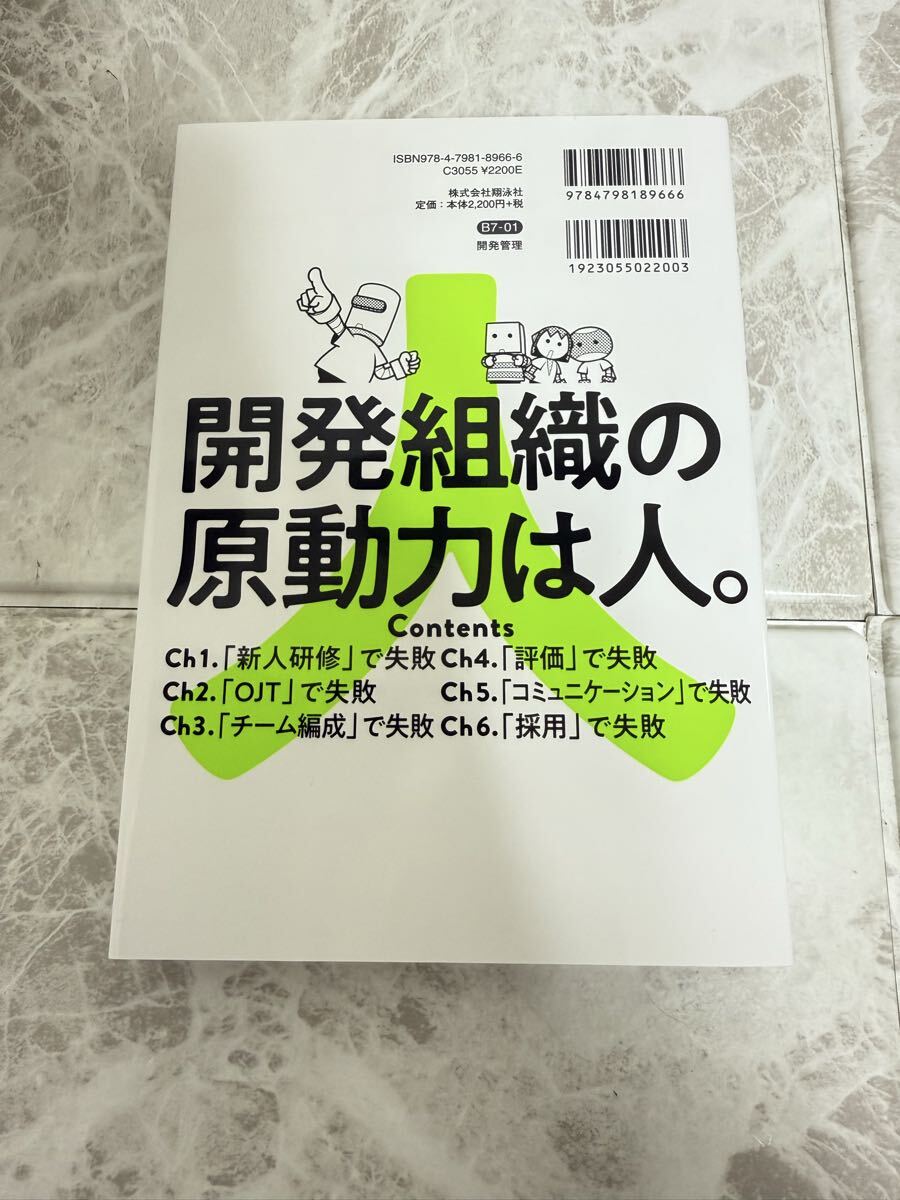 ISBN978-4-7981-8966-6
C3055 ¥2200E
株式会社翔泳社
定価：本体2,200円+税
B7-01
開発管理
9784798189666
1923055022003
開発組織の
原動力は人。
Contents
Ch1.「新人研修」で失敗
Ch2.「OJT」で失敗
Ch3.「チーム編成」で失敗
Ch4.「評価」で失敗
Ch5.「コミュニケーション」で失敗
Ch6.「採用」で失敗